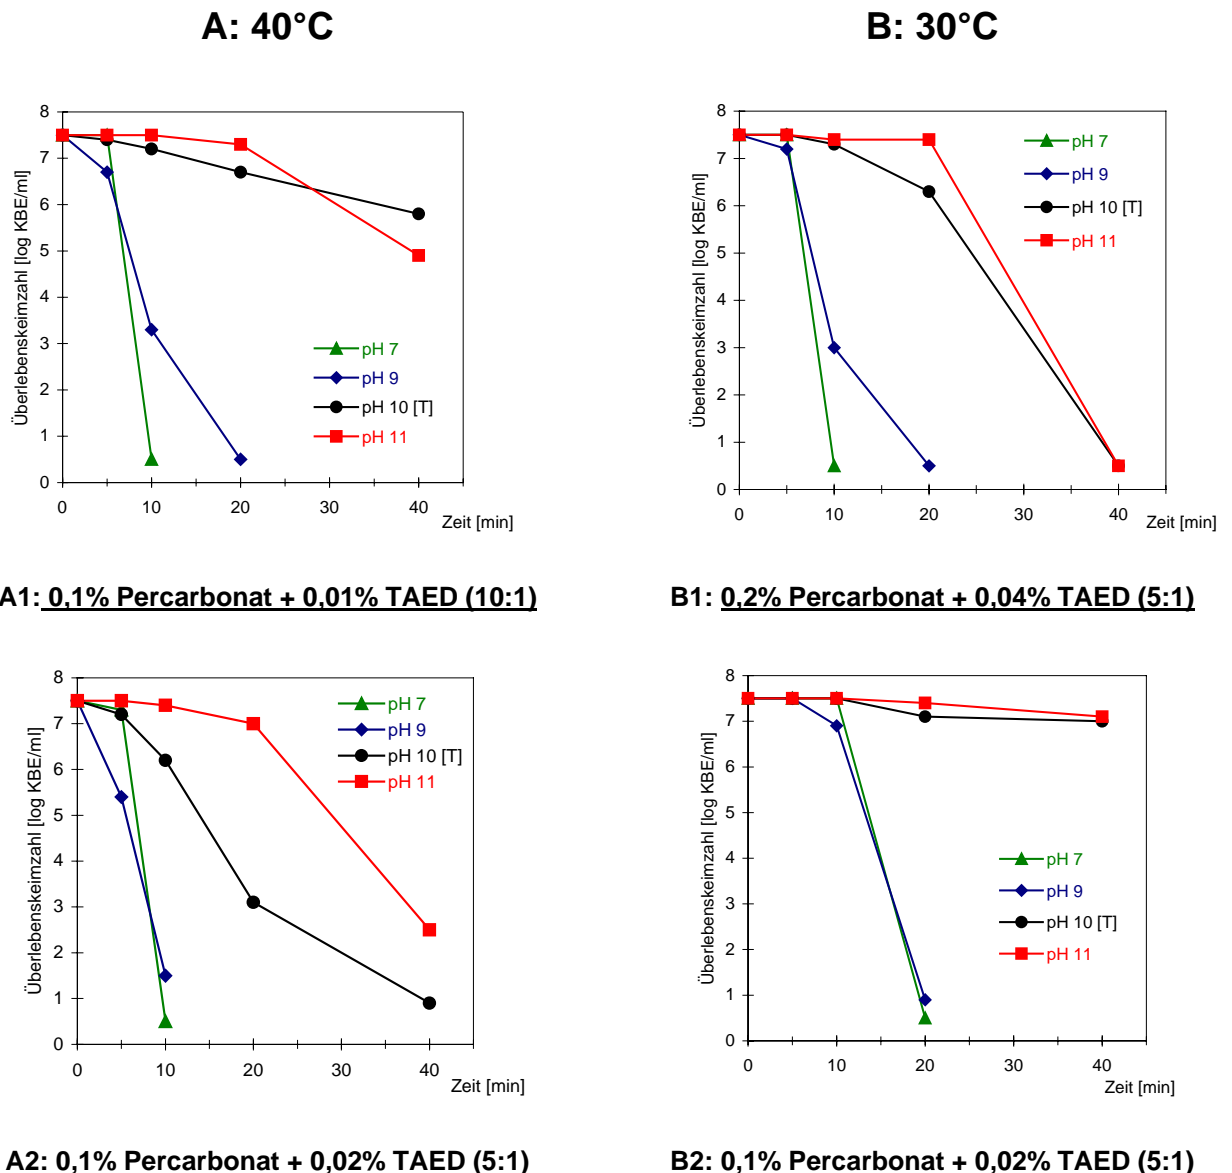 A: 40°C
B: 30°C
Überlebenskeimzahl [log KBE/ml]
8
7
6
5
4
3
2
1
0
0
10
20
30
40
Zeit [min]
pH 7
pH 9
pH 10 [T]
pH 11
Überlebenskeimzahl [log KBE/ml]
8
7
6
5
4
3
2
1
0
0
10
20
30
40
Zeit [min]
pH 7
pH 9
pH 10 [T]
pH 11
A1: 0,1% Percarbonat + 0,01% TAED (10:1)
B1: 0,2% Percarbonat + 0,04% TAED (5:1)
Überlebenskeimzahl [log KBE/ml]
8
7
6
5
4
3
2
1
0
0
10
20
30
40
Zeit [min]
pH 7
pH 9
pH 10 [T]
pH 11
Überlebenskeimzahl [log KBE/ml]
8
7
6
5
4
3
2
1
0
0
10
20
30
40
Zeit [min]
pH 7
pH 9
pH 10 [T]
pH 11
A2: 0,1% Percarbonat + 0,02% TAED (5:1)
B2: 0,1% Percarbonat + 0,02% TAED (5:1)